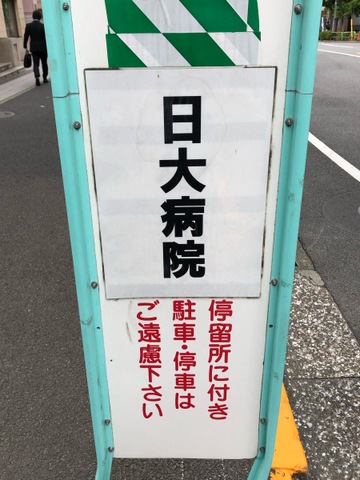 日大病院
停留所に付き
駐車・停車は
ご遠慮下さい